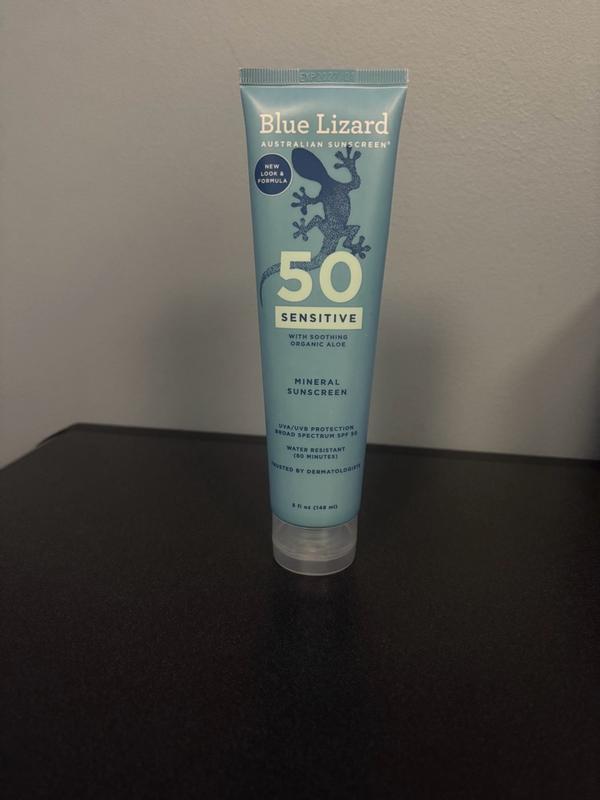 Blue Lizard
AUSTRALIAN SUNSCREEN®
NEW
LOOK &
FORMULA
50
SENSITIVE
WITH SOOTHING
ORGANIC ALOE
MINERAL
SUNSCREEN
UVA/UVB PROTECTION
BROAD SPECTRUM SPF 50
WATER RESISTANT
(80 MINUTES)
TRUSTED BY DERMATOLOGISTS
5 fl oz (148 ml)